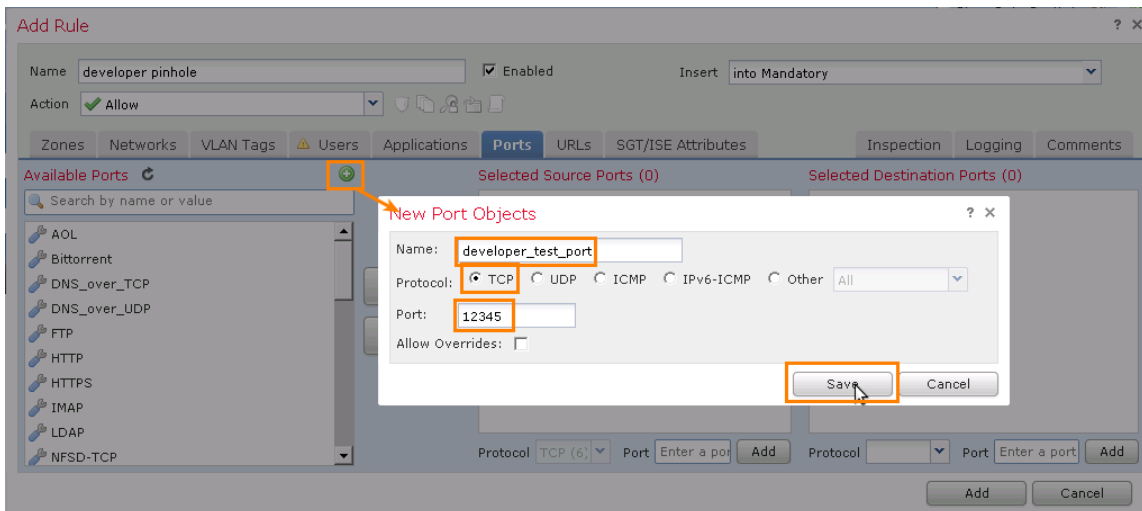 Add Rule ? ×
Name developer pinhole Enabled Insert into Mandatory
Action Allow
Zones Networks VLAN Tags Users Applications Ports URLs SGT/ISE Attributes Inspection Logging Comments
Available Ports Selected Source Ports (0) Selected Destination Ports (0)
Search by name or value
AOL
Bittorrent
DNS_over_TCP
DNS_over_UDP
FTP
HTTP
HTTPS
IMAP
LDAP
NFSD-TCP
New Port Objects ? ×
Name: developer_test_port
Protocol: TCP UDP ICMP IPv6-ICMP Other All
Port: 12345
Allow Overrides:
Save Cancel
Protocol TCP (6) Port Enter a por Add Protocol Port Enter a port Add
Add Cancel